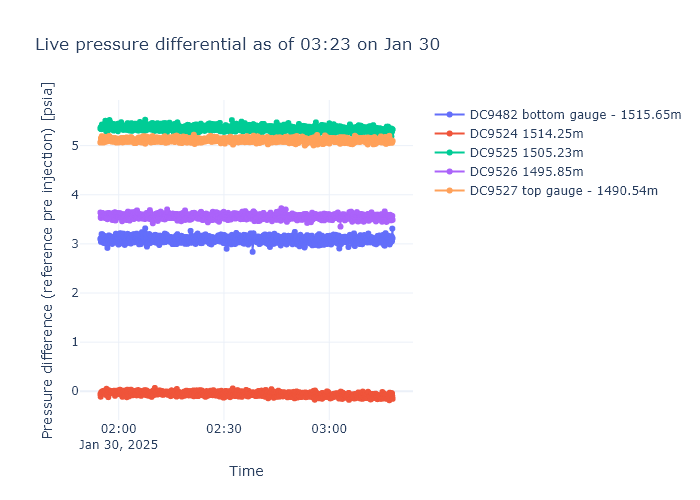 Live pressure differential as of 03:23 on Jan 30
Pressure difference (reference pre injection) [psia]
5
4
3
2
1
0
02:00
Jan 30, 2025
02:30
03:00
Time
DC9482 bottom gauge - 1515.65m
DC9524 1514.25m
DC9525 1505.23m
DC9526 1495.85m
DC9527 top gauge - 1490.54m